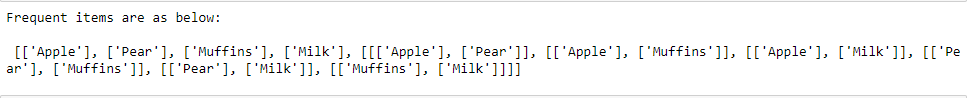 Frequent items are as below:
[['Apple'], ['Pear'], ['Muffins'], ['Milk'], [[['Apple'], ['Pear']], [['Apple'], ['Muffins']], [['Apple'], ['Milk']], [['Pe
ar'], ['Muffins']], [['Pear'], ['Milk']], [['Muffins'], ['Milk']]]]